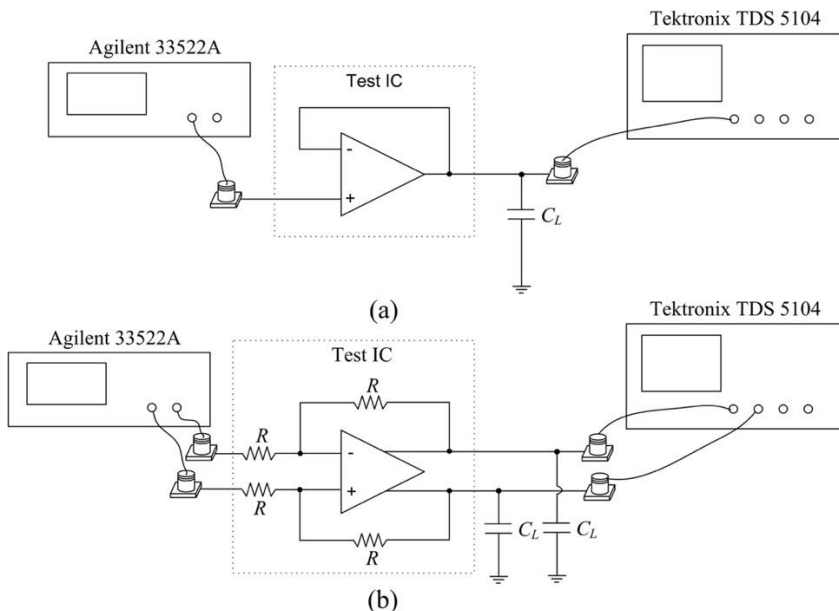 Tektronix TDS 5104
Agilent 33522A
Test IC
-
+
C_L
(a)
Tektronix TDS 5104
Agilent 33522A
Test IC
R
R
-
R
+
R
C_L
C_L
(b)